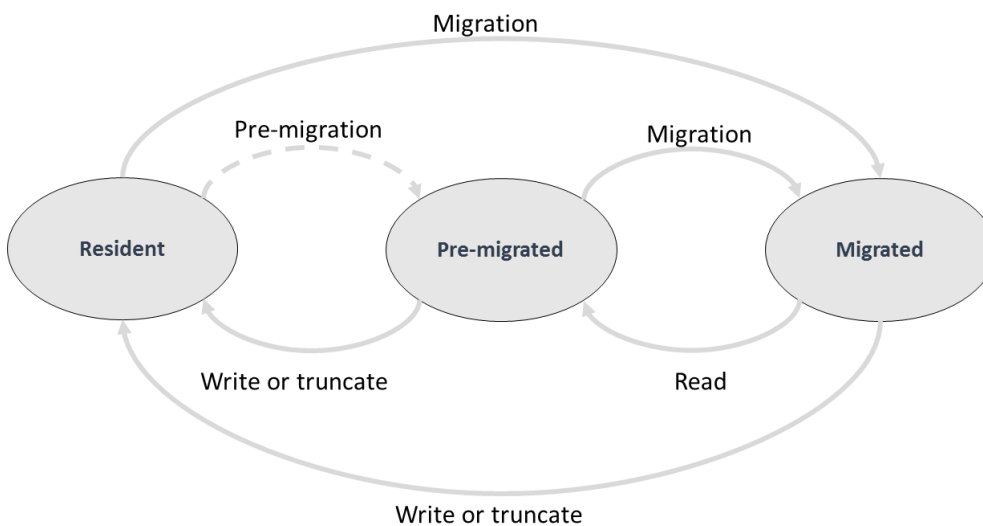 Migration
Pre-migration
Migration
Resident
Pre-migrated
Migrated
Write or truncate
Read
Write or truncate